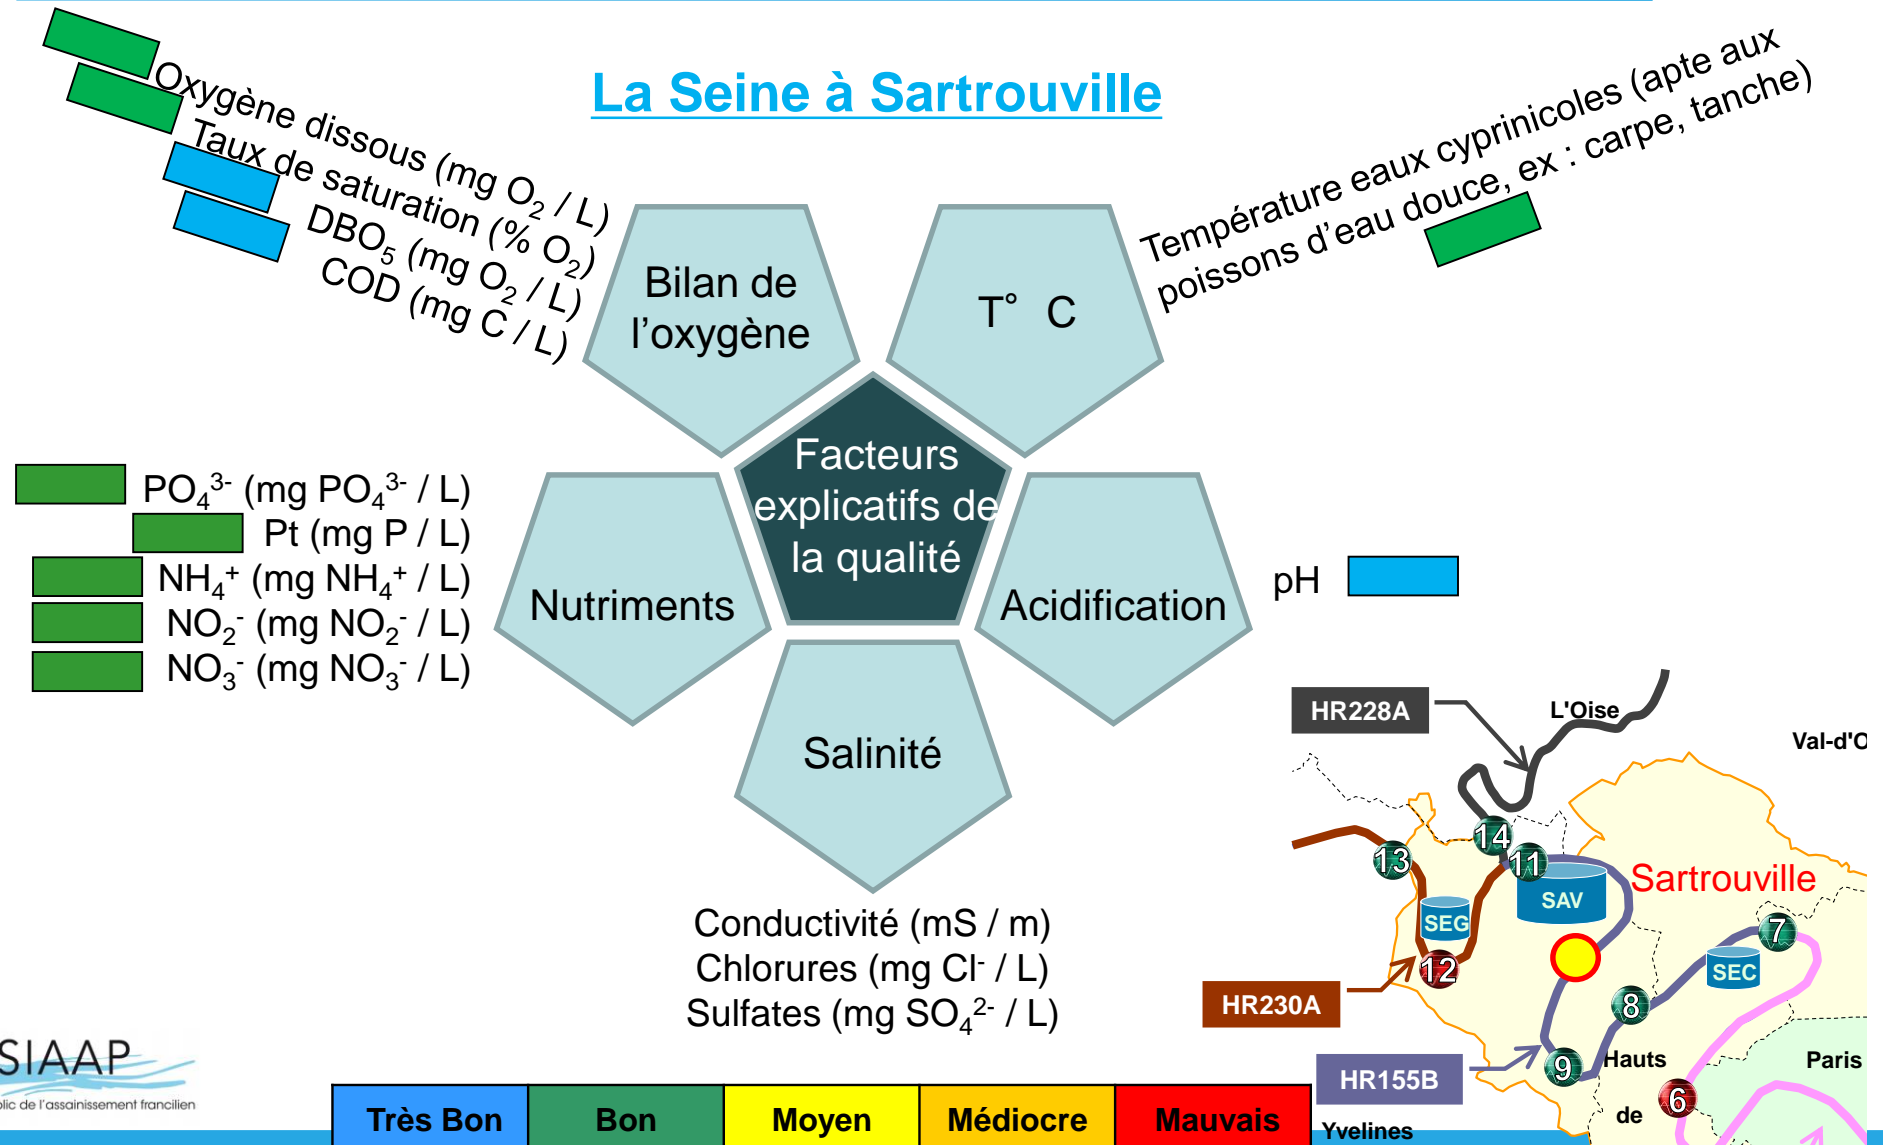 La Seine à Sartrouville
Oxygène dissous (mg O₂ / L)
Taux de saturation (% O₂)
DBO₅ (mg O₂ / L)
COD (mg C / L)
Température eaux cyprinicoles (apte aux
poissons d’eau douce, ex : carpe, tanche)
Bilan de
l’oxygène
T° C
Facteurs
explicatifs de
la qualité
PO₄³⁻ (mg PO₄³⁻ / L)
Pt (mg P / L)
NH₄⁺ (mg NH₄⁺ / L)
NO₂⁻ (mg NO₂⁻ / L)
NO₃⁻ (mg NO₃⁻ / L)
Nutriments
Acidification
pH
Salinité
Conductivité (mS / m)
Chlorures (mg Cl⁻ / L)
Sulfates (mg SO₄²⁻ / L)
HR228A
L'Oise
Val-d'O
14
13
11
SAV
Sartrouville
SEG
7
12
SEC
HR230A
8
HR155B
9
Hauts
Paris
6
de
Yvelines
SIAAP
lic de l’assainissement francilien
Très Bon
Bon
Moyen
Médiocre
Mauvais